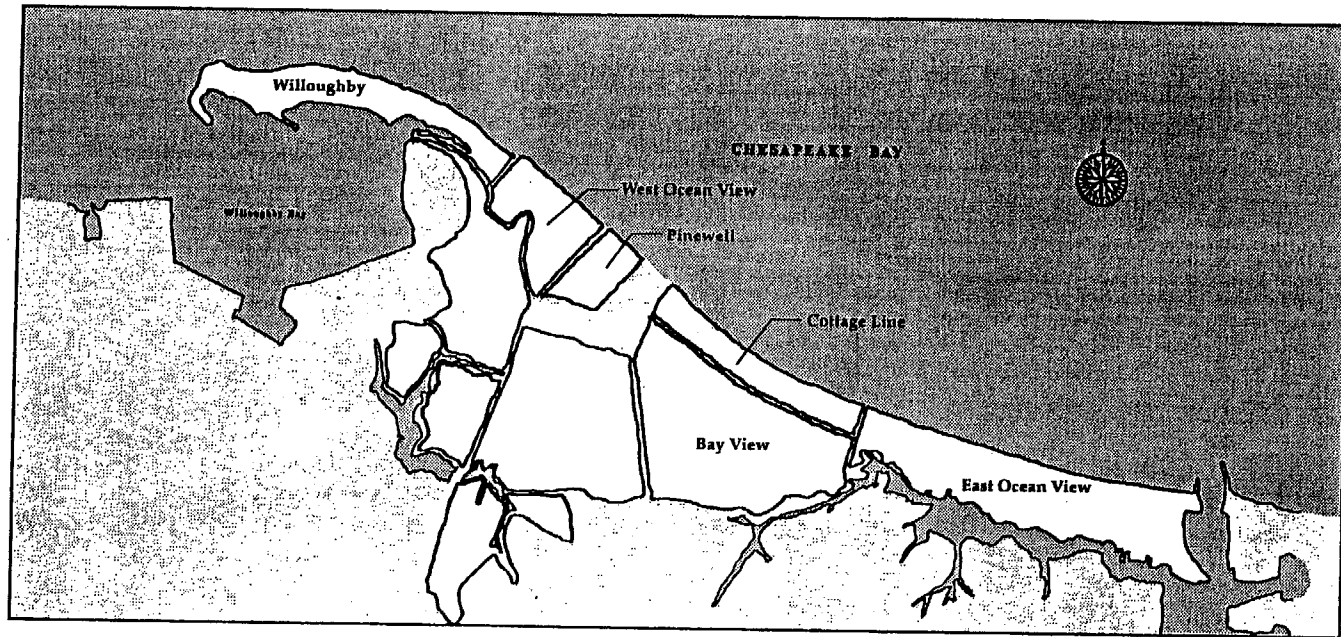 Willoughby
CHESAPEAKE BAY
West Ocean View
Willoughby Bay
Pinewell
Cottage Line
Bay View
East Ocean View